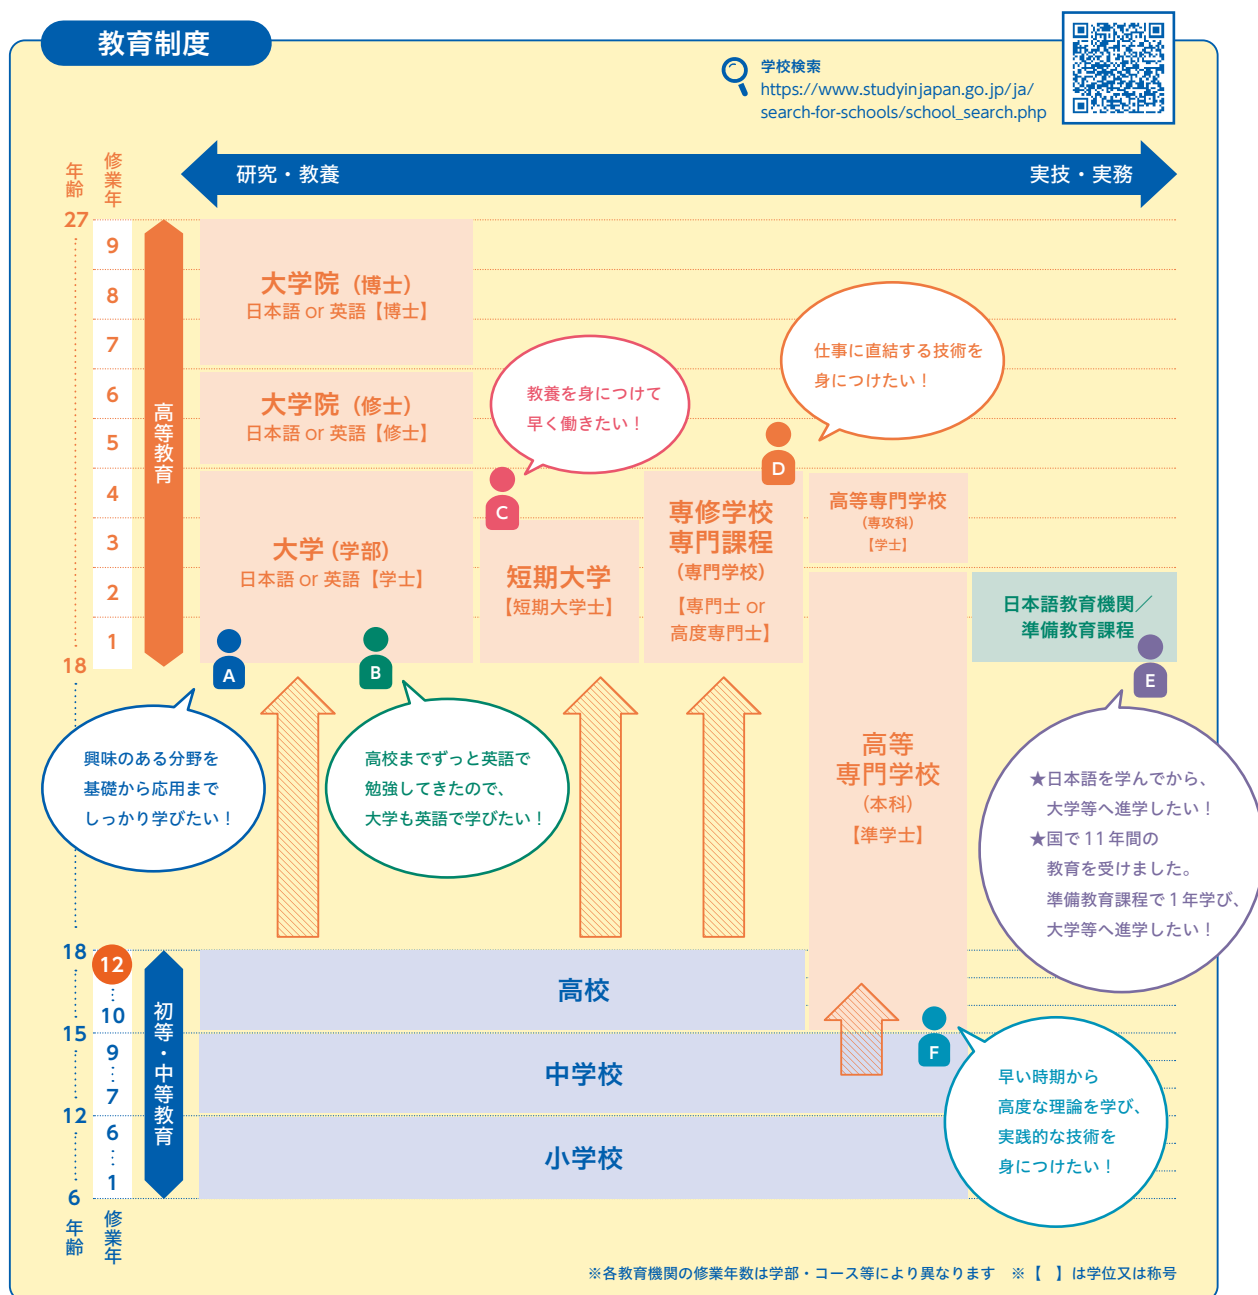 教育制度
学校検索
https://www.studyinjapan.go.jp/ja/
search-for-schools/school_search.php
年齢
修業年
研究・教養
実技・実務
27
9
8
7
6
5
4
3
2
1
18
高等教育
大学院（博士）
日本語 or 英語【博士】
大学院（修士）
日本語 or 英語【修士】
大学（学部）
日本語 or 英語【学士】
教養を身につけて
早く働きたい！
C
短期大学
【短期大学士】
仕事に直結する技術を
身につけたい！
D
専修学校
専門課程
（専門学校）
【専門士 or
高度専門士】
高等専門学校
（専攻科）
【学士】
日本語教育機関／
準備教育課程
A
興味のある分野を
基礎から応用まで
しっかり学びたい！
B
高校までずっと英語で
勉強してきたので、
大学も英語で学びたい！
高等
専門学校
（本科）
【準学士】
E
★日本語を学んでから、
大学等へ進学したい！
★国で11年間の
教育を受けました。
準備教育課程で1年学び、
大学等へ進学したい！
18
12
10
15
9
7
12
6
1
6
年齢
修業年
初等・中等教育
高校
中学校
小学校
F
早い時期から
高度な理論を学び、
実践的な技術を
身につけたい！
※各教育機関の修業年数は学部・コース等により異なります　※【　】は学位又は称号